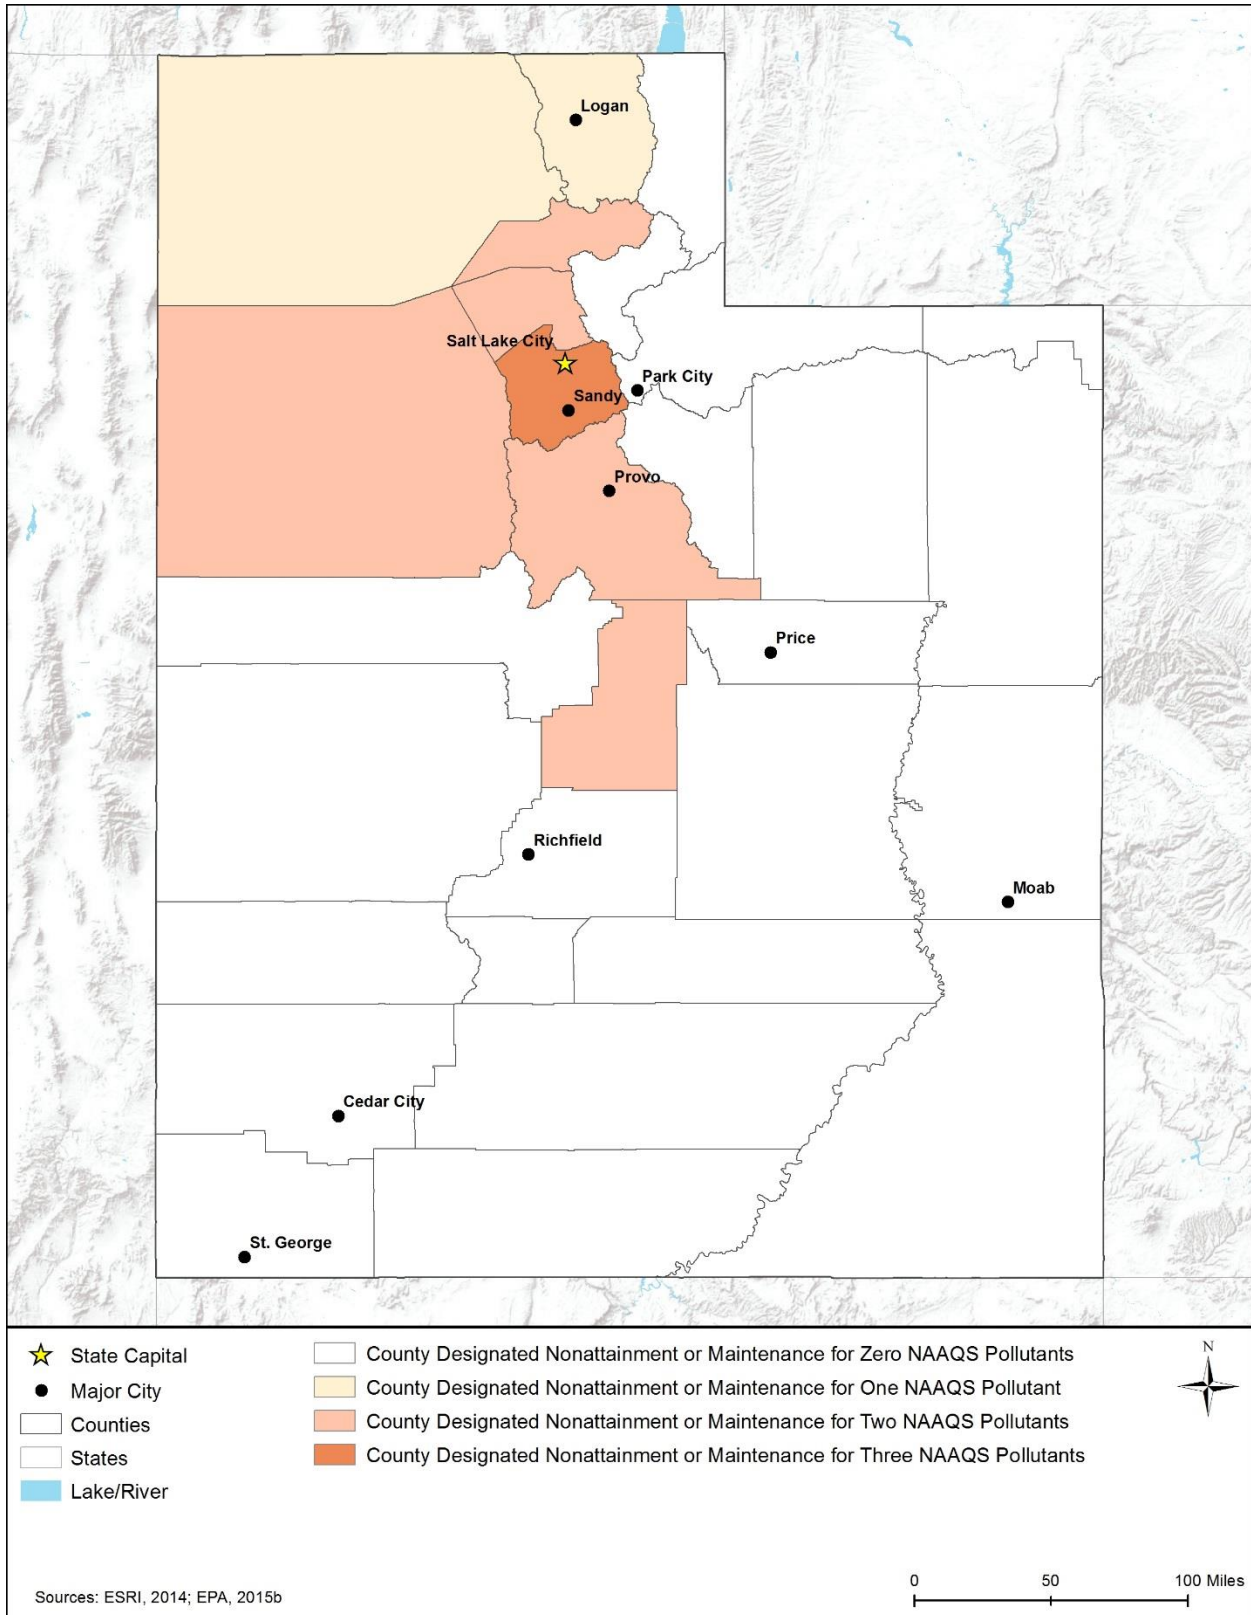 Logan
Salt Lake City
Park City
Sandy
Provo
Price
Richfield
Moab
Cedar City
St. George
State Capital
Major City
Counties
States
Lake/River
County Designated Nonattainment or Maintenance for Zero NAAQS Pollutants
County Designated Nonattainment or Maintenance for One NAAQS Pollutant
County Designated Nonattainment or Maintenance for Two NAAQS Pollutants
County Designated Nonattainment or Maintenance for Three NAAQS Pollutants
N
Sources: ESRI, 2014; EPA, 2015b
0 50 100 Miles